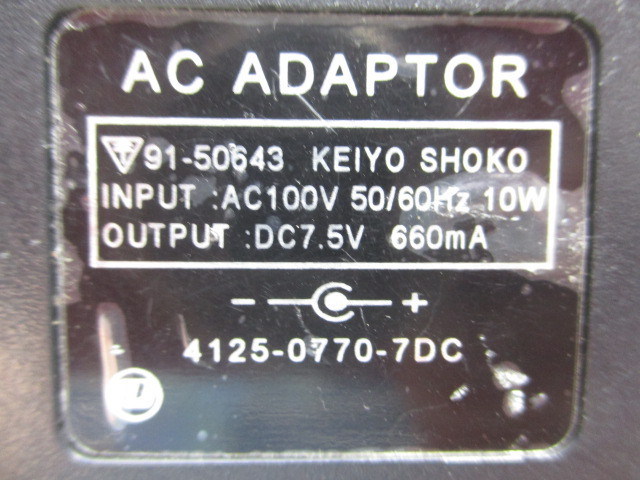 AC ADAPTOR
91-50643 KEIYO SHOKO
INPUT :AC100V 50/60Hz 10W
OUTPUT :DC7.5V 660mA
- +
4125-0770-7DC